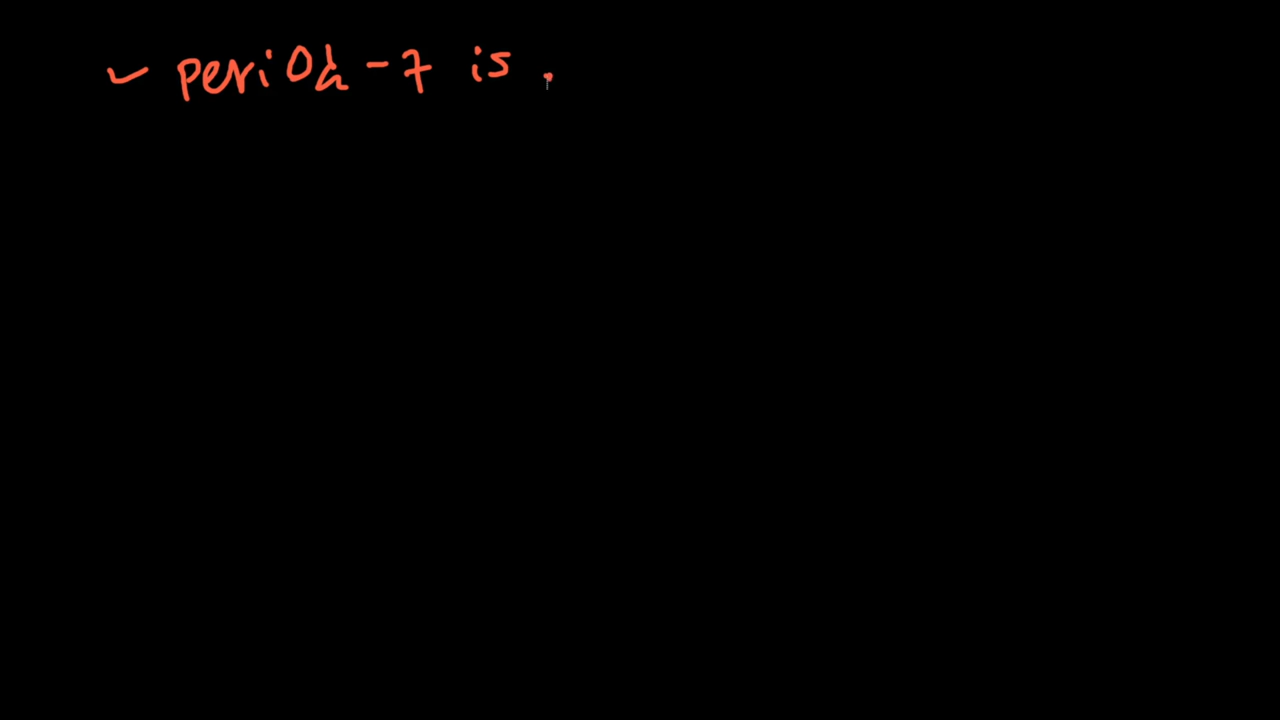 ✓ period - 7 is